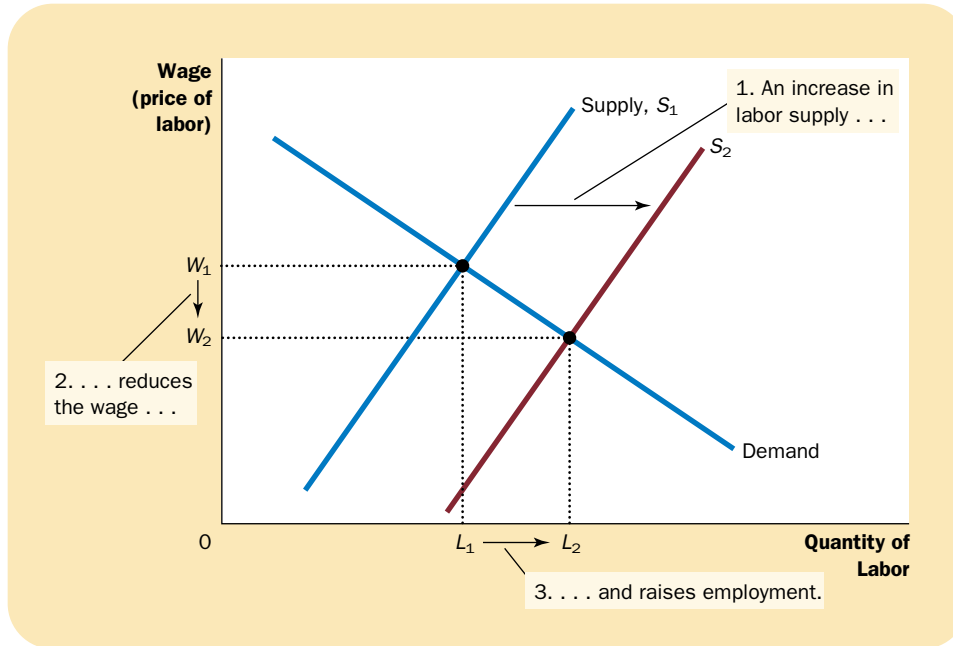 Wage
(price of
labor)
Supply, S₁
1. An increase in
labor supply . . .
S₂
W₁
W₂
2. . . . reduces
the wage . . .
Demand
0
L₁
L₂
Quantity of
Labor
3. . . . and raises employment.